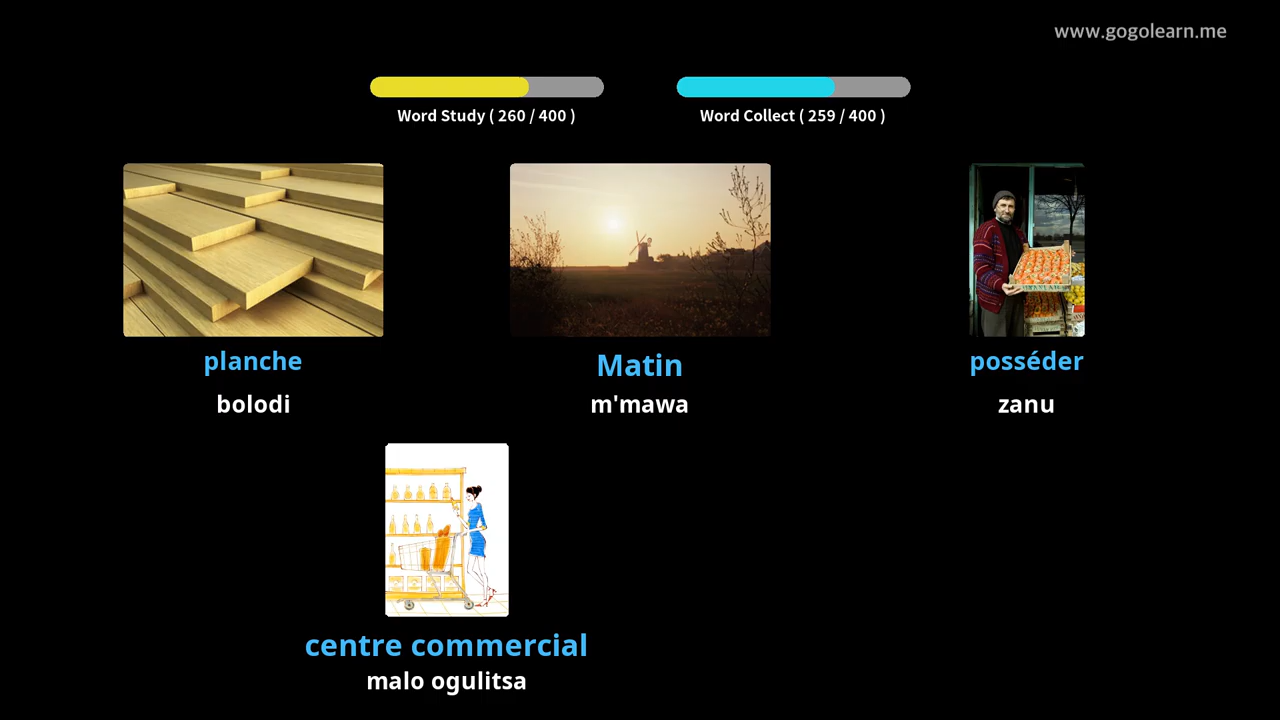 www.gogolearn.me
Word Study ( 260 / 400 )
Word Collect ( 259 / 400 )
planche
bolodi
Matin
m'mawa
posséder
zanu
centre commercial
malo ogulitsa